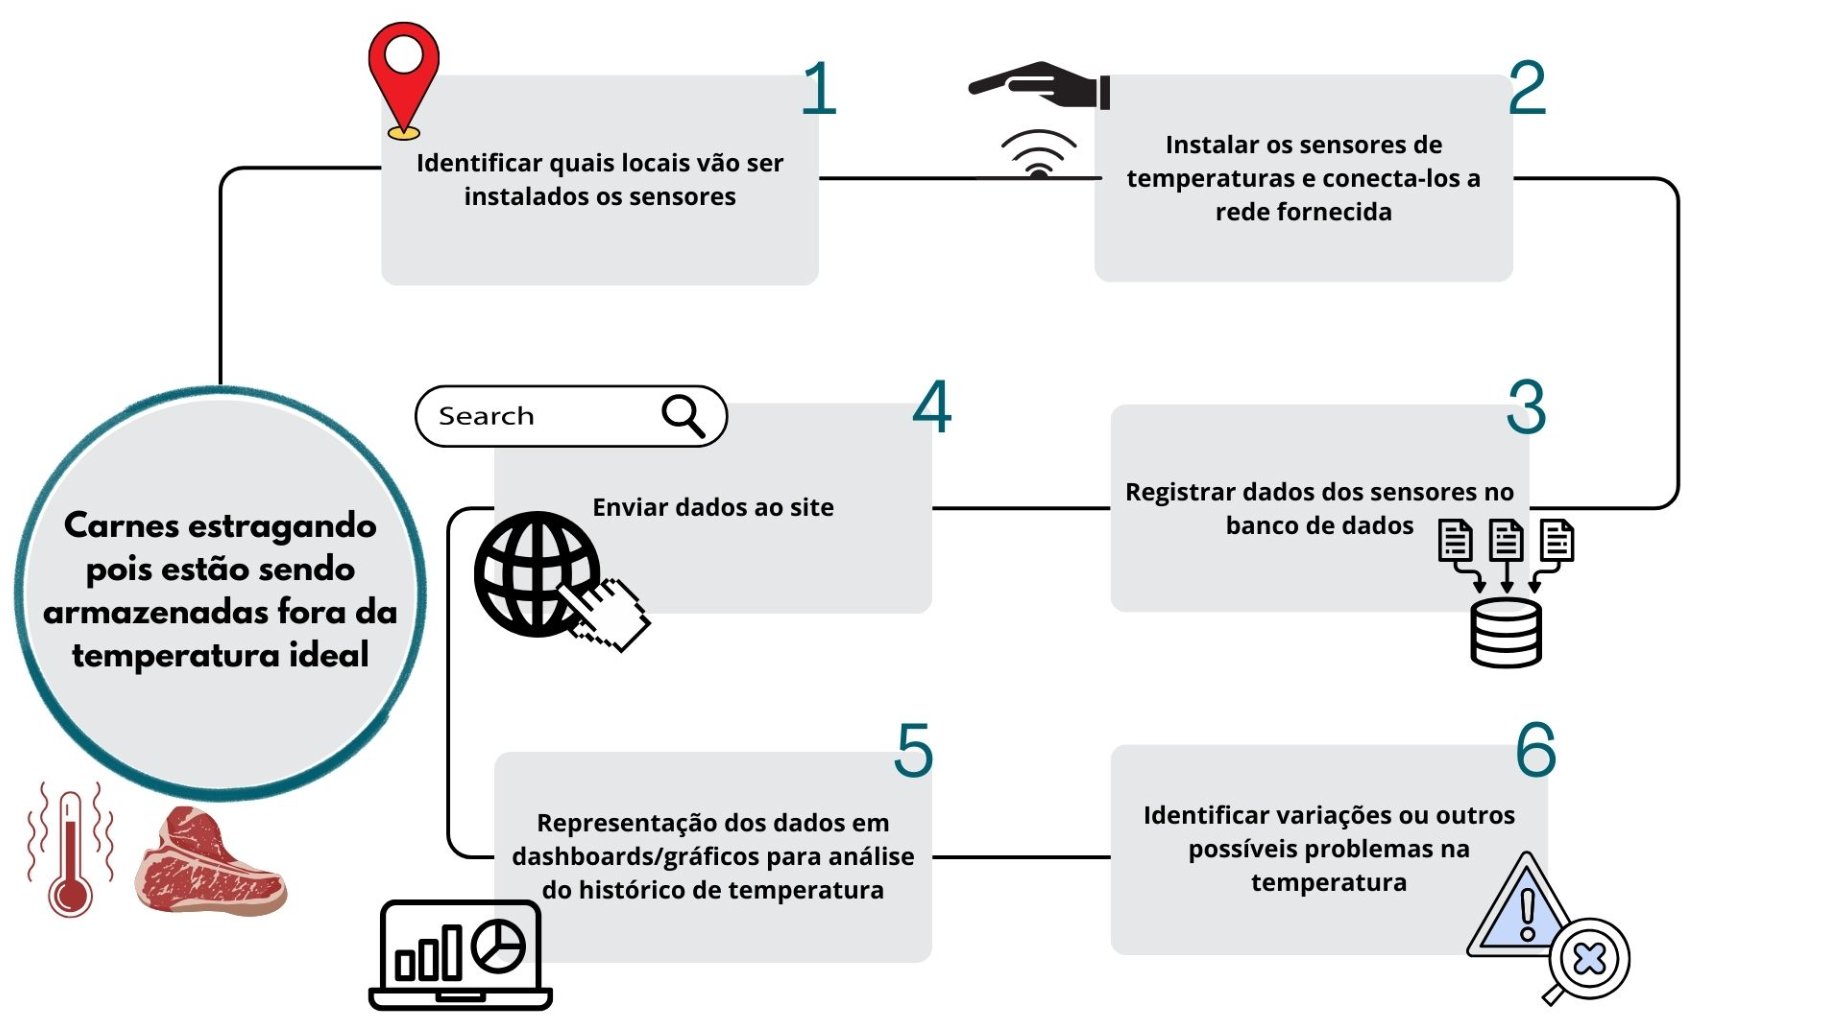 1
Identificar quais locais vão ser
instalados os sensores
2
Instalar os sensores de
temperaturas e conecta-los a
rede fornecida
3
Registrar dados dos sensores no
banco de dados
4
Search
Enviar dados ao site
Carnes estragando
pois estão sendo
armazenadas fora da
temperatura ideal
5
Representação dos dados em
dashboards/gráficos para análise
do histórico de temperatura
6
Identificar variações ou outros
possíveis problemas na
temperatura